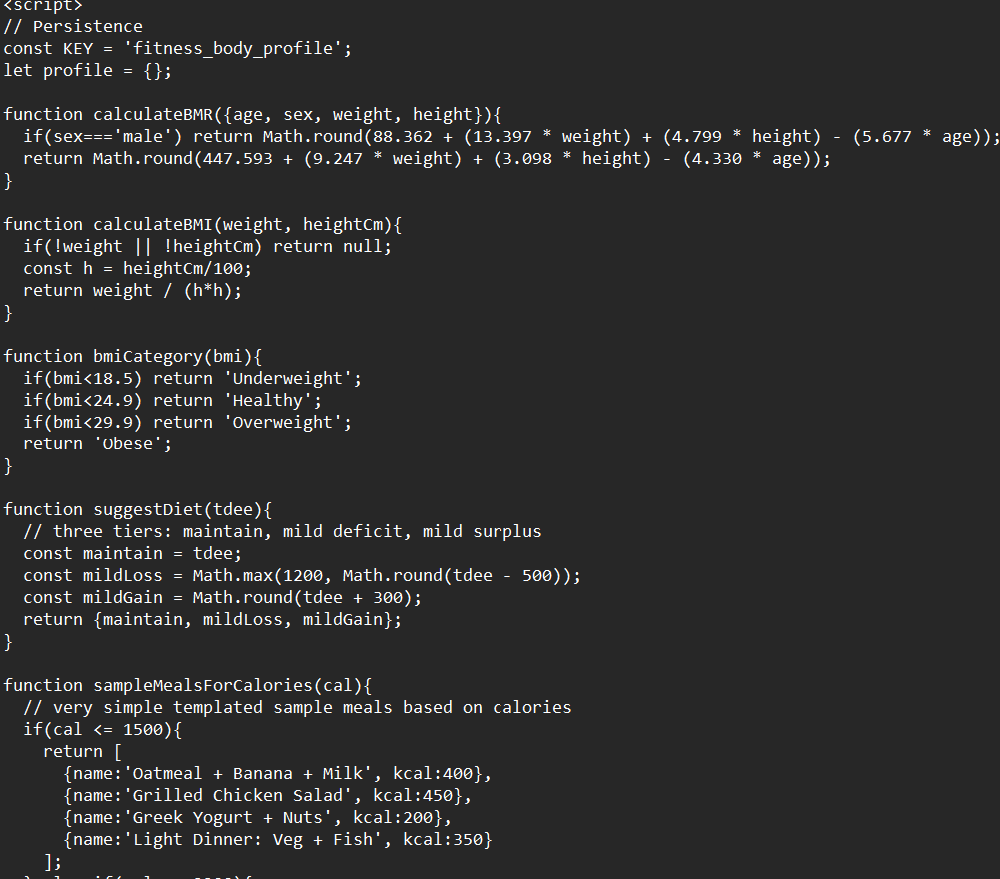 <script>
// Persistence
const KEY = 'fitness_body_profile';
let profile = {};

function calculateBMR({age, sex, weight, height}){
  if(sex==='male') return Math.round(88.362 + (13.397 * weight) + (4.799 * height) - (5.677 * age));
  return Math.round(447.593 + (9.247 * weight) + (3.098 * height) - (4.330 * age));
}

function calculateBMI(weight, heightCm){
  if(!weight || !heightCm) return null;
  const h = heightCm/100;
  return weight / (h*h);
}

function bmiCategory(bmi){
  if(bmi<18.5) return 'Underweight';
  if(bmi<24.9) return 'Healthy';
  if(bmi<29.9) return 'Overweight';
  return 'Obese';
}

function suggestDiet(tdee){
  // three tiers: maintain, mild deficit, mild surplus
  const maintain = tdee;
  const mildLoss = Math.max(1200, Math.round(tdee - 500));
  const mildGain = Math.round(tdee + 300);
  return {maintain, mildLoss, mildGain};
}

function sampleMealsForCalories(cal){
  // very simple templated sample meals based on calories
  if(cal <= 1500){
    return [
      {name:'Oatmeal + Banana + Milk', kcal:400},
      {name:'Grilled Chicken Salad', kcal:450},
      {name:'Greek Yogurt + Nuts', kcal:200},
      {name:'Light Dinner: Veg + Fish', kcal:350}
    ];